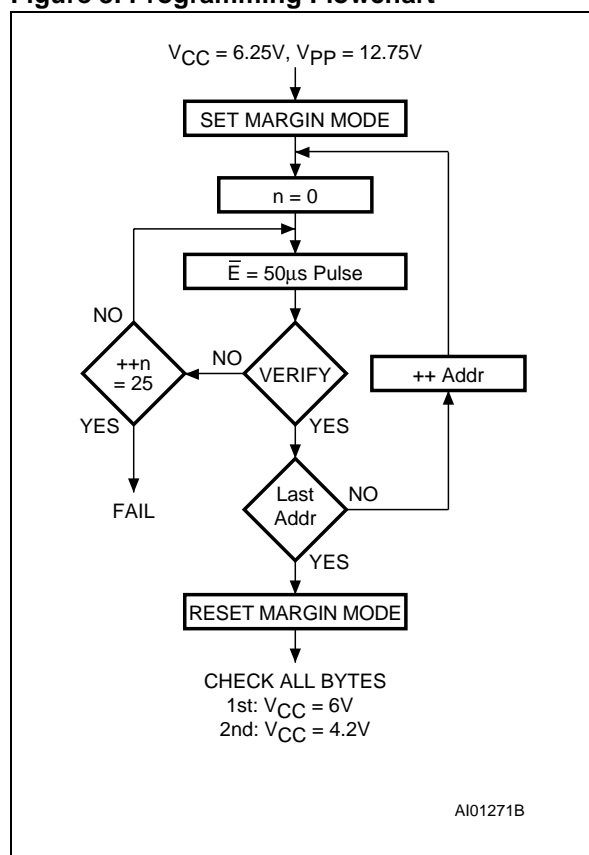 Figure 8. Programming Flowchart
VCC = 6.25V, VPP = 12.75V
SET MARGIN MODE
n = 0
E̅ = 50µs Pulse
NO
++n
= 25
NO
VERIFY
++ Addr
YES
YES
FAIL
Last
Addr
NO
YES
RESET MARGIN MODE
CHECK ALL BYTES
1st: VCC = 6V
2nd: VCC = 4.2V
AI01271B